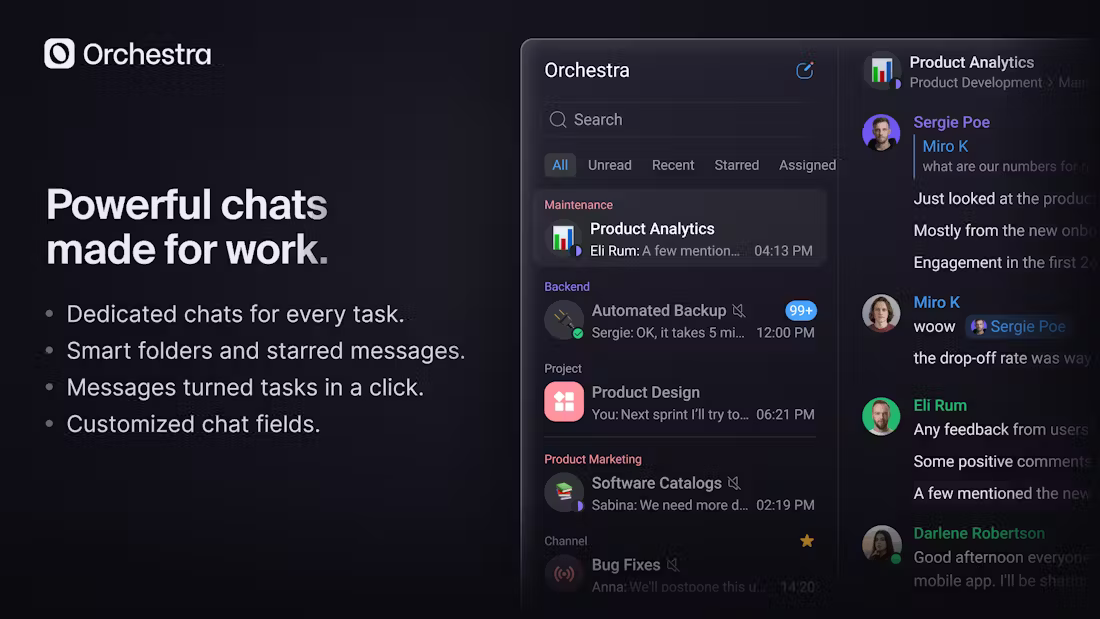 Orchestra
Powerful chats
made for work.
• Dedicated chats for every task.
• Smart folders and starred messages.
• Messages turned tasks in a click.
• Customized chat fields.
Orchestra
Search
All Unread Recent Starred Assigned
Maintenance
Product Analytics
Eli Rum: A few mention... 04:13 PM
Backend
Automated Backup 99+
Sergie: OK, it takes 5 mi... 12:00 PM
Project
Product Design
You: Next sprint I'll try to... 06:21 PM
Product Marketing
Software Catalogs
Sabina: We need more d... 02:19 PM
Channel
Bug Fixes
Anna: We'll postpone this u... 14:20
Product Analytics
Product Development ›
Sergie Poe
Miro K
what are our numbers for
Just looked at the
Mostly from the new
Engagement in the first
Miro K
woow Sergie Poe
the drop-off rate was way
Eli Rum
Any feedback from users
Some positive comments
A few mentioned the new
Darlene Robertson
Good afternoon
mobile app. I'll be